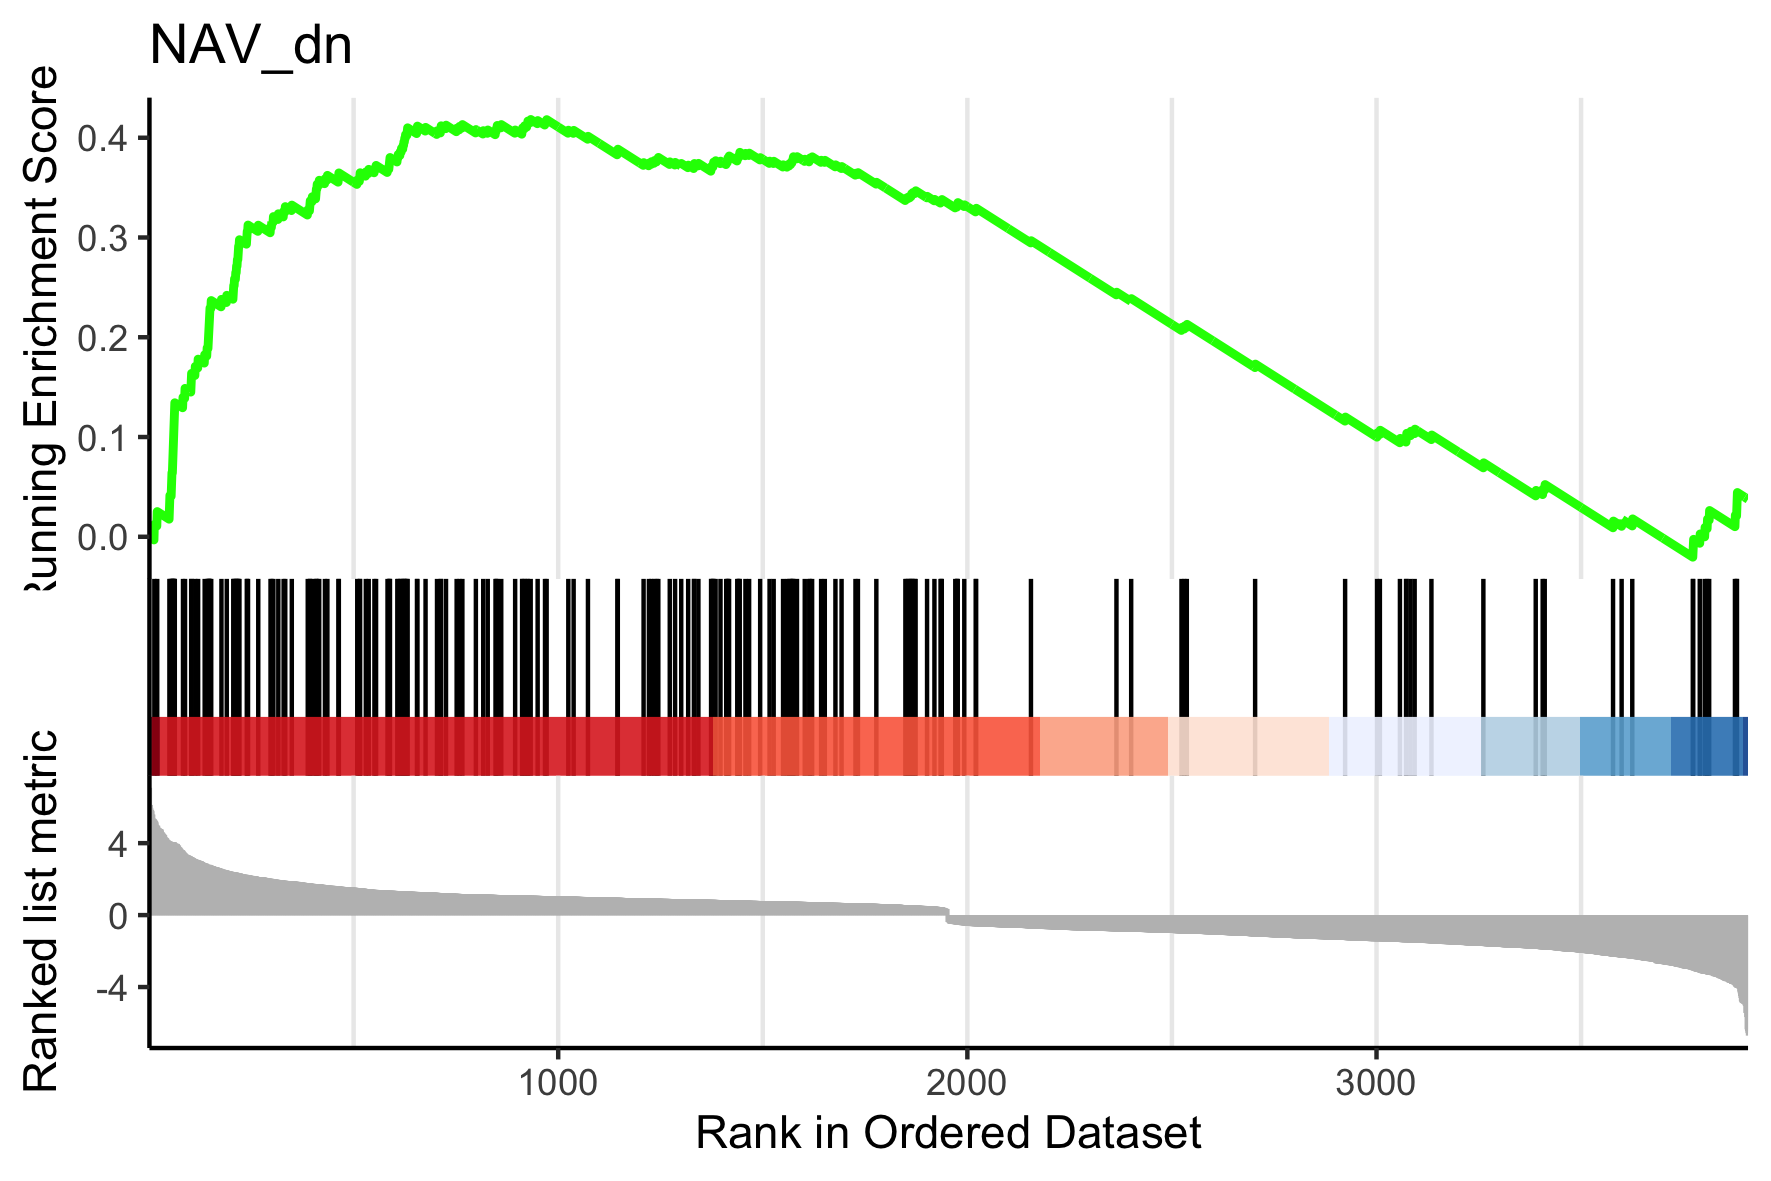 NAV_dn
Running Enrichment Score
0.4
0.3
0.2
0.1
0.0
Ranked list metric
4
0
-4
1000
2000
3000
Rank in Ordered Dataset